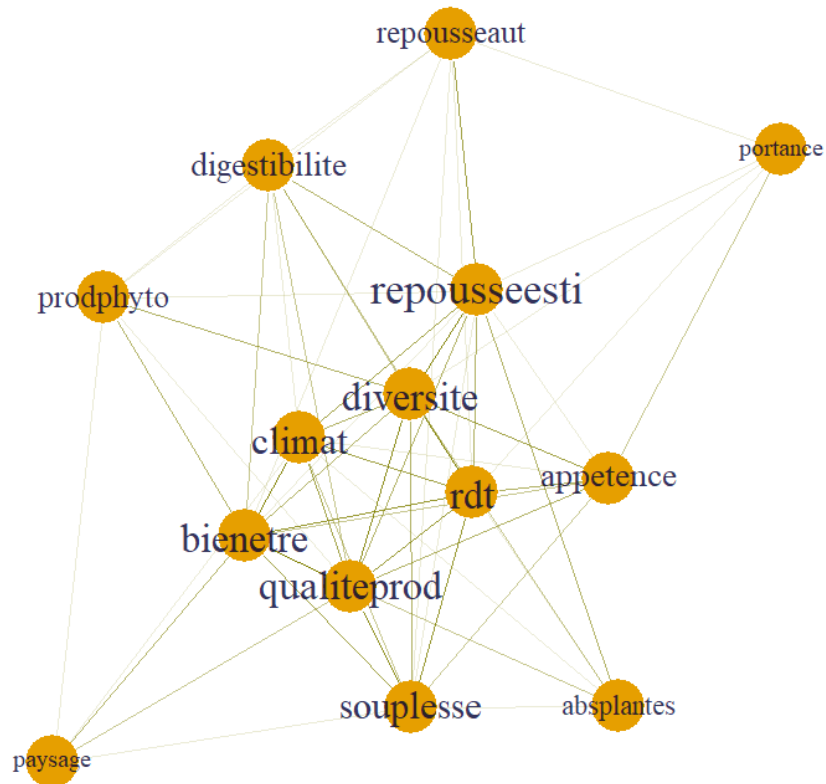 repousseaut
portance
digestibilite
repousseesti
prodphyto
diversite
climat
appetence
rdt
bienetre
qualiteprod
souplesse
absplantes
paysage